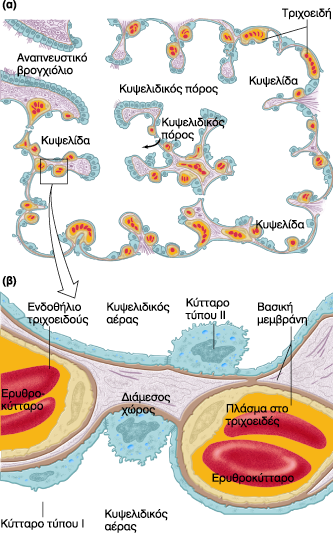 (α)
Τριχοειδή
Αναπνευστικό
βρογχιόλιο
Κυψελιδικός πόρος
Κυψελίδα
Κυψελιδικός
πόρος
Κυψελίδα
Κυψελίδα
(β)
Ενδοθήλιο
τριχοειδούς
Κυψελιδικός
αέρας
Κύτταρο
τύπου II
Βασική
μεμβράνη
Ερυθρο-
κύτταρο
Διάμεσος
χώρος
Πλάσμα στο
τριχοειδές
Ερυθροκύτταρο
Κύτταρο τύπου I
Κυψελιδικός
αέρας